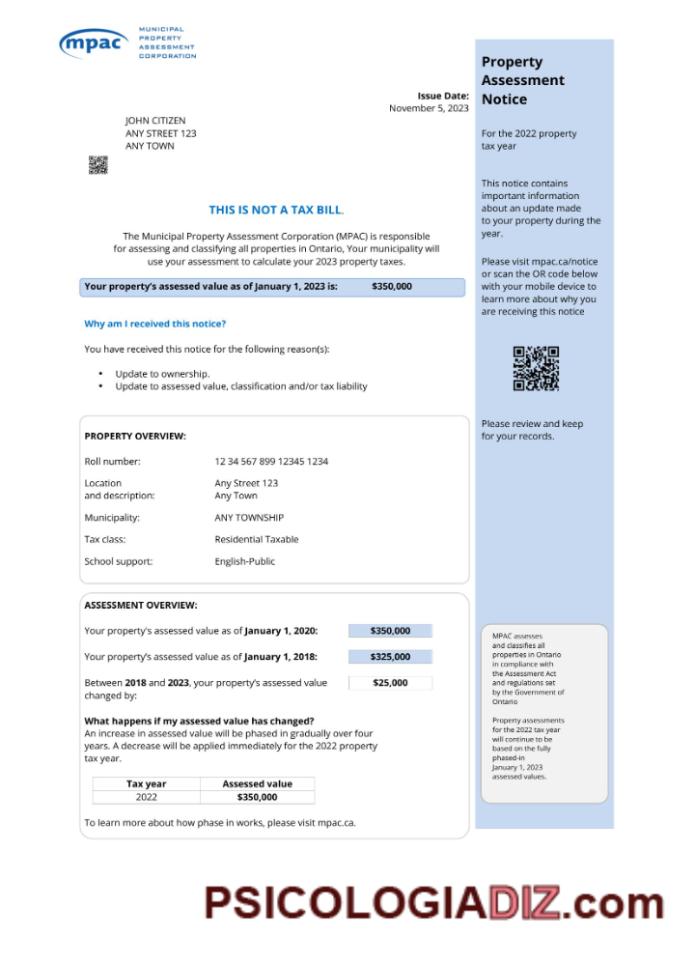 mpac
MUNICIPAL
PROPERTY
ASSESSMENT
CORPORATION
Issue Date:
November 5, 2023
JOHN CITIZEN
ANY STREET 123
ANY TOWN
THIS IS NOT A TAX BILL.
The Municipal Property Assessment Corporation (MPAC) is responsible
for assessing and classifying all properties in Ontario, Your municipality will
use your assessment to calculate your 2023 property taxes.
Your property's assessed value as of January 1, 2023 is: $350,000
Why am I received this notice?
You have received this notice for the following reason(s):
• Update to ownership.
• Update to assessed value, classification and/or tax liability
PROPERTY OVERVIEW:
Roll number: 12 34 567 899 12345 1234
Location Any Street 123
and description: Any Town
Municipality: ANY TOWNSHIP
Tax class: Residential Taxable
School support: English-Public
ASSESSMENT OVERVIEW:
Your property's assessed value as of January 1, 2020: $350,000
Your property's assessed value as of January 1, 2018: $325,000
Between 2018 and 2023, your property's assessed value $25,000
changed by:
What happens if my assessed value has changed?
An increase in assessed value will be phased in gradually over four
years. A decrease will be applied immediately for the 2022 property
tax year.
Tax year Assessed value
2022 $350,000
To learn more about how phase in works, please visit mpac.ca.
Property
Assessment
Notice
For the 2022 property
tax year
This notice contains
important information
about an update made
to your property during the
year.
Please visit mpac.ca/notice
or scan the OR code below
with your mobile device to
learn more about why you
are receiving this notice
Please review and keep
for your records.
MPAC assesses
and classifies all
properties in Ontario
in compliance with
the Assessment Act
and regulations set
by the Government of
Ontario
Property assessments
for the 2022 tax year
will continue to be
based on the fully
phased-in
January 1, 2023
assessed values.
PSICOLOGIADIZ.com